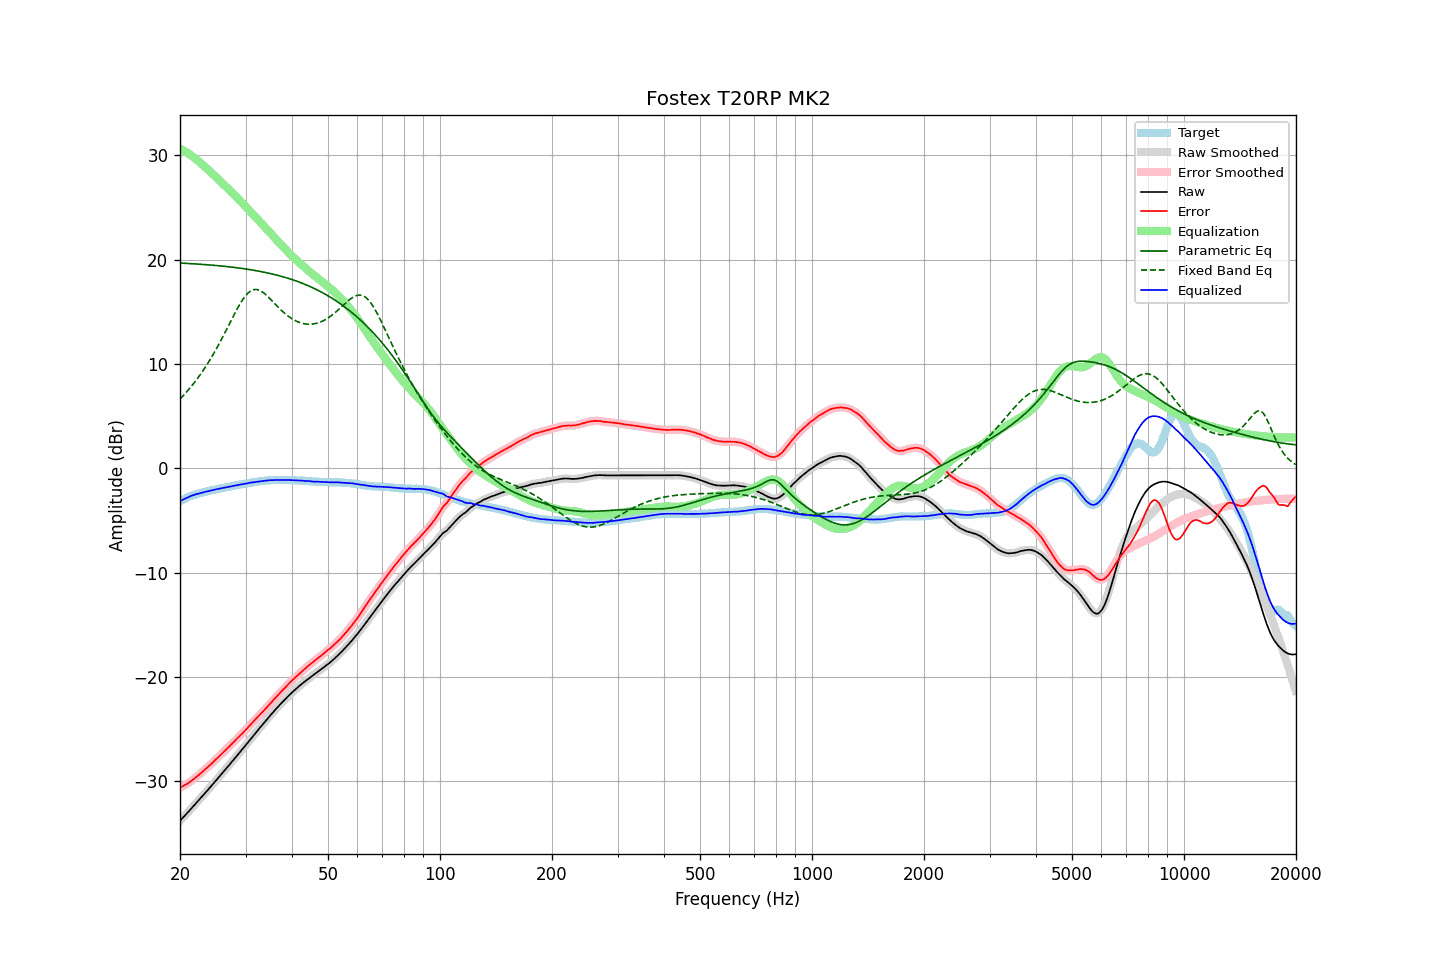 Fostex T20RP MK2
Target
Raw Smoothed
Error Smoothed
Raw
Error
Equalization
Parametric Eq
Fixed Band Eq
Equalized
Amplitude (dBr)
30
20
10
0
−10
−20
−30
20 50 100 200 500 1000 2000 5000 10000 20000
Frequency (Hz)